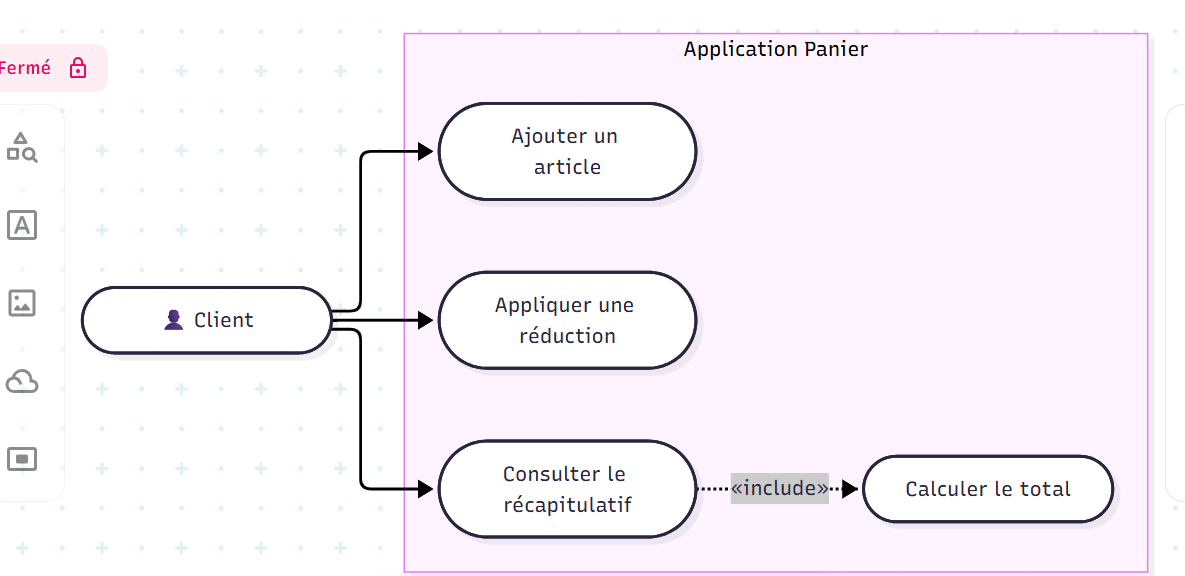 Application Panier
Fermé
A
Ajouter un
article
Appliquer une
réduction
Client
Consulter le
récapitulatif
«include»
Calculer le total